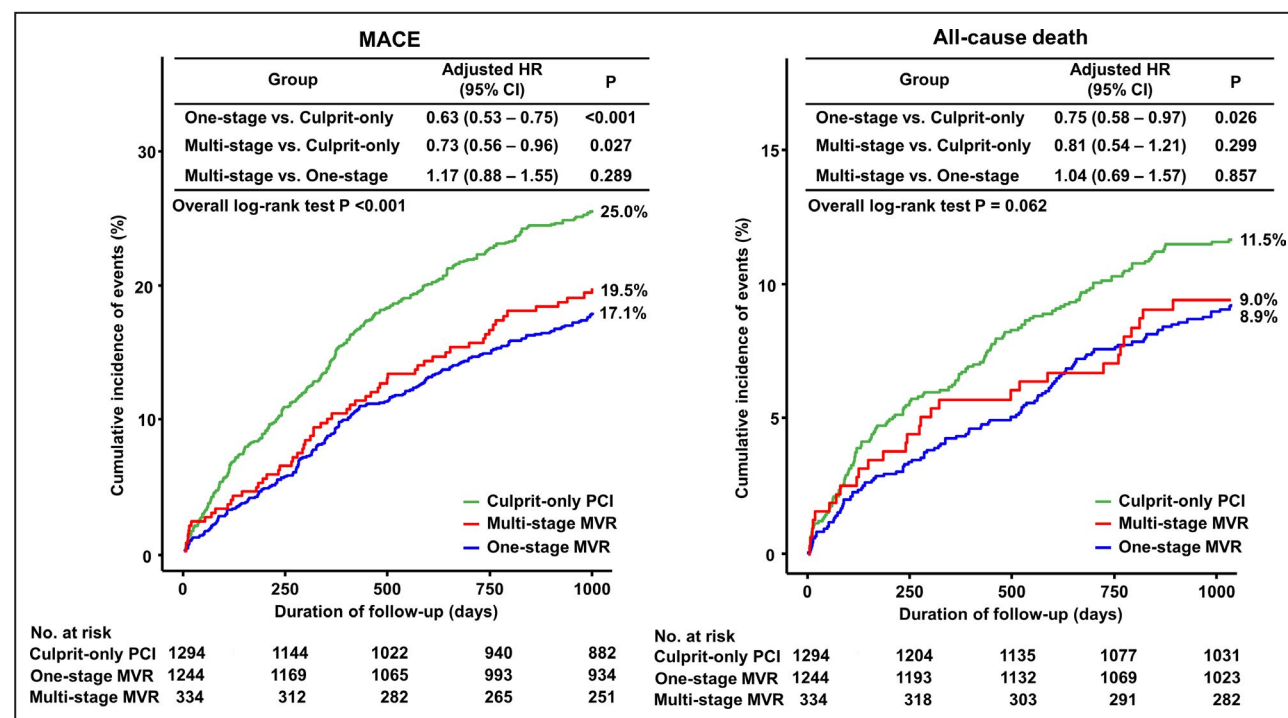 MACE
Group Adjusted HR (95% CI) P
One-stage vs. Culprit-only 0.63 (0.53 – 0.75) <0.001
Multi-stage vs. Culprit-only 0.73 (0.56 – 0.96) 0.027
Multi-stage vs. One-stage 1.17 (0.88 – 1.55) 0.289
Overall log-rank test P <0.001
Cumulative incidence of events (%)
30
20
10
0
25.0%
19.5%
17.1%
Culprit-only PCI
Multi-stage MVR
One-stage MVR
0 250 500 750 1000
Duration of follow-up (days)
No. at risk
Culprit-only PCI 1294 1144 1022 940 882
One-stage MVR 1244 1169 1065 993 934
Multi-stage MVR 334 312 282 265 251
All-cause death
Group Adjusted HR (95% CI) P
One-stage vs. Culprit-only 0.75 (0.58 – 0.97) 0.026
Multi-stage vs. Culprit-only 0.81 (0.54 – 1.21) 0.299
Multi-stage vs. One-stage 1.04 (0.69 – 1.57) 0.857
Overall log-rank test P = 0.062
Cumulative incidence of events (%)
15
10
5
0
11.5%
9.0%
8.9%
Culprit-only PCI
Multi-stage MVR
One-stage MVR
0 250 500 750 1000
Duration of follow-up (days)
No. at risk
Culprit-only PCI 1294 1204 1135 1077 1031
One-stage MVR 1244 1193 1132 1069 1023
Multi-stage MVR 334 318 303 291 282